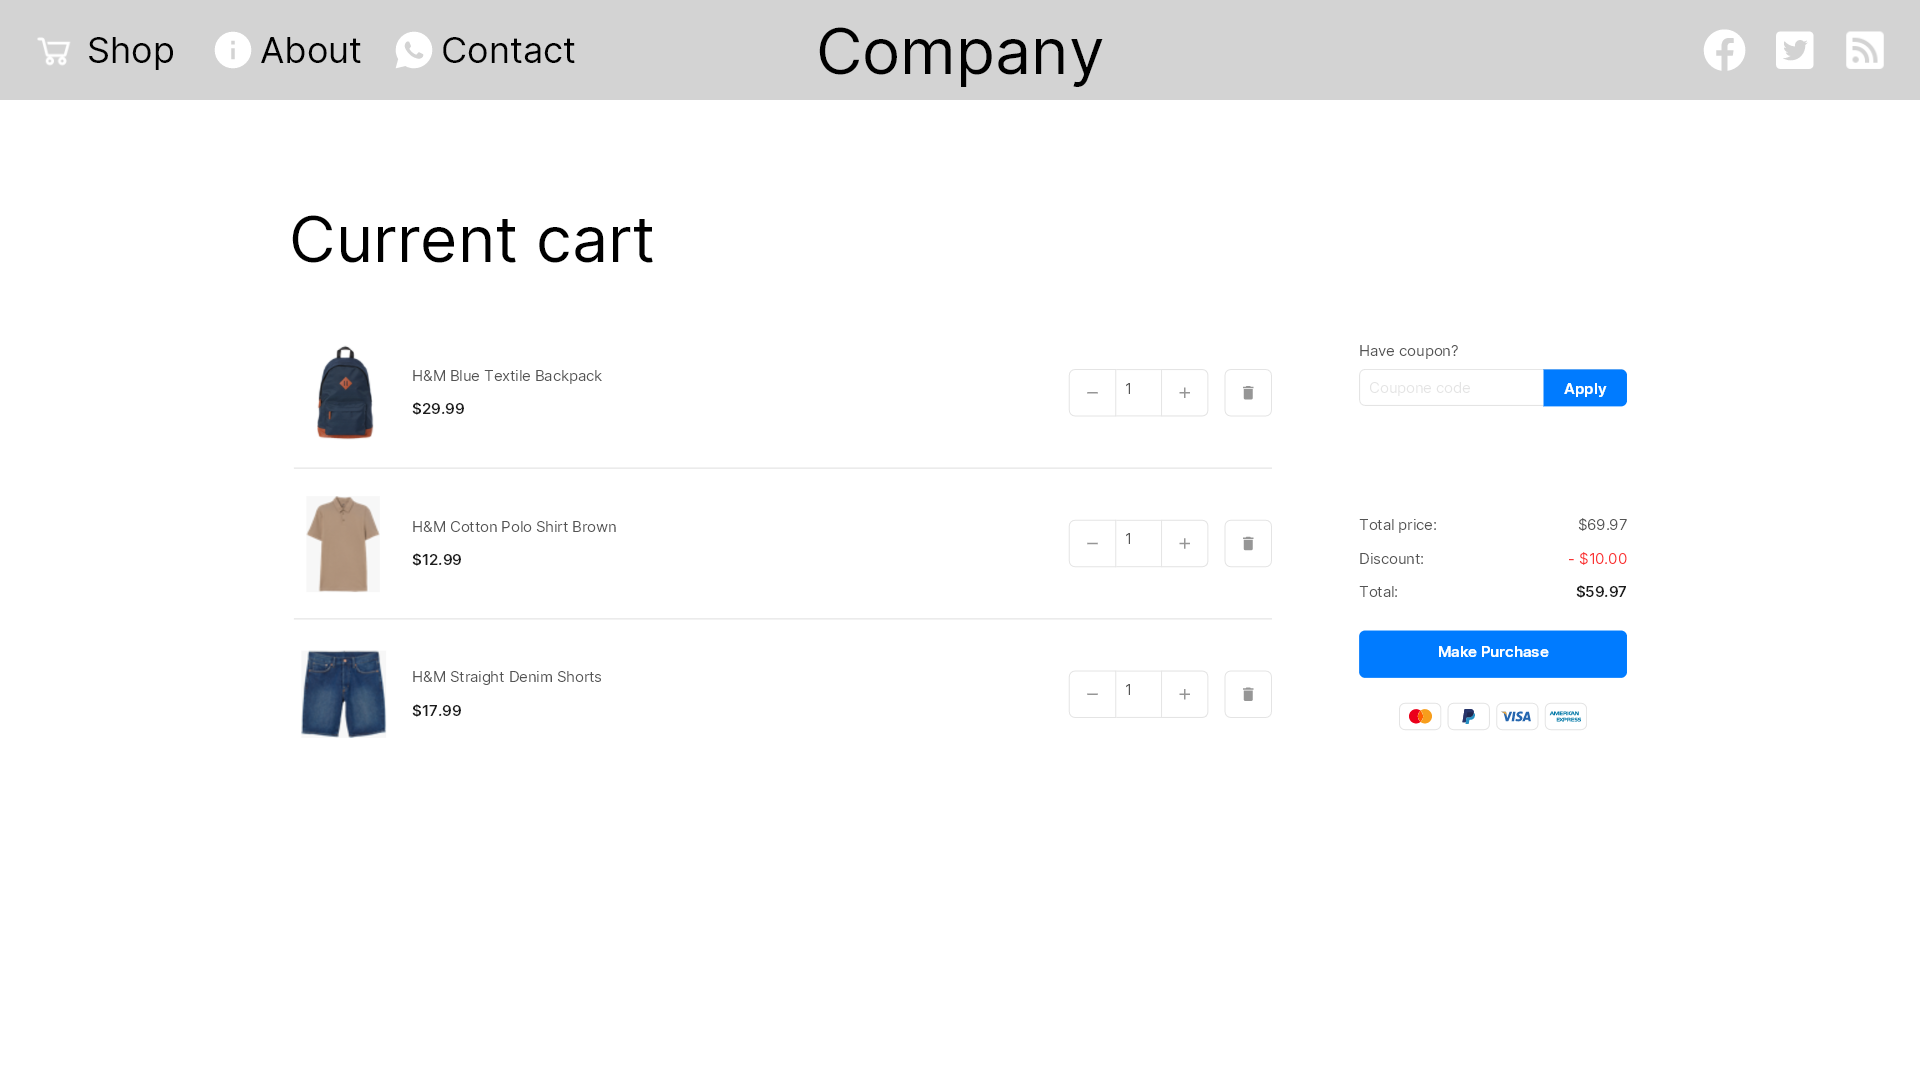 Shop
About
Contact
Company
Current cart
H&M Blue Textile Backpack
$29.99
1
Have coupon?
Coupone code
Apply
H&M Cotton Polo Shirt Brown
$12.99
1
Total price:
$69.97
Discount:
- $10.00
Total:
$59.97
Make Purchase
H&M Straight Denim Shorts
$17.99
1
VISA
AMERICAN
EXPRESS